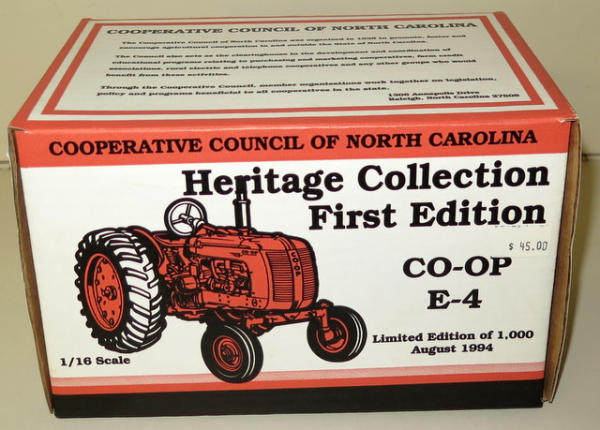 COOPERATIVE COUNCIL OF NORTH CAROLINA
The Cooperative Council of North Carolina was organized in 1939 to promote, foster and
encourage agricultural cooperation in and outside the State of North Carolina.
The Council also acts as the clearinghouse in the development and coordination of
educational programs relating to purchasing and marketing cooperatives, farm credit
associations, rural electric and telephone cooperatives and any other groups who would
benefit from these activities.
Through the Cooperative Council, member organizations work together on legislation,
policy and programs beneficial to all cooperatives in the state.
Annapolis Drive
Raleigh, North Carolina
COOPERATIVE COUNCIL OF NORTH CAROLINA
Heritage Collection
First Edition
$ 45.00
CO-OP
E-4
Limited Edition of 1,000
August 1994
1/16 Scale